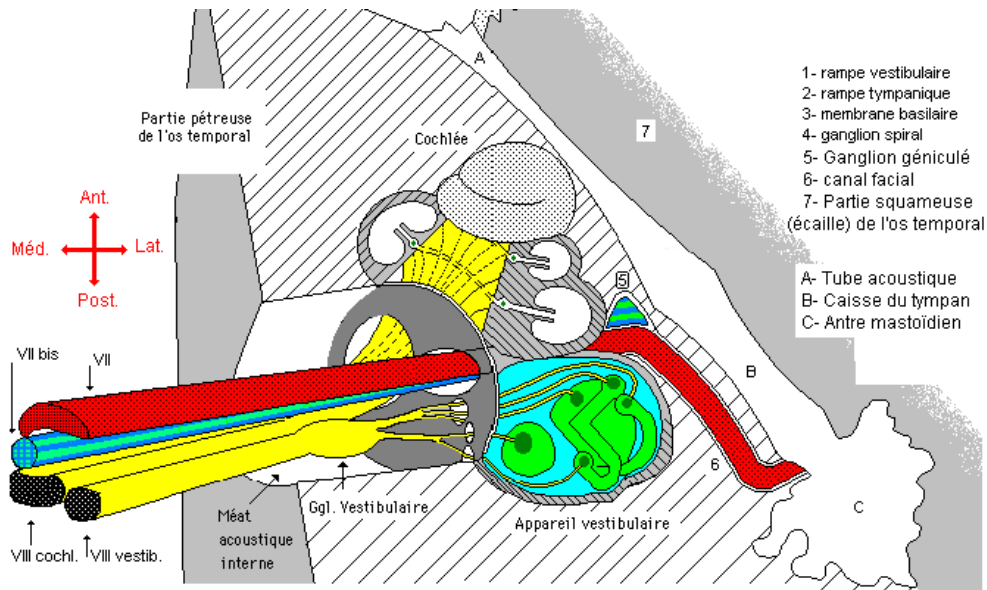 A
Partie pétreuse
de l'os temporal
Cochlée
7
1- rampe vestibulaire
2- rampe tympanique
3- membrane basilaire
4- ganglion spiral
5- Ganglion géniculé
6- canal facial
7- Partie squameuse
(écaille) de l'os temporal
Ant.
Méd.
Lat.
Post.
5
A- Tube acoustique
B- Caisse du tympan
C- Antre mastoïdien
VII bis
VII
B
6
C
Méat
acoustique
interne
Ggl. Vestibulaire
Appareil vestibulaire
VIII cochl.
VIII vestib.